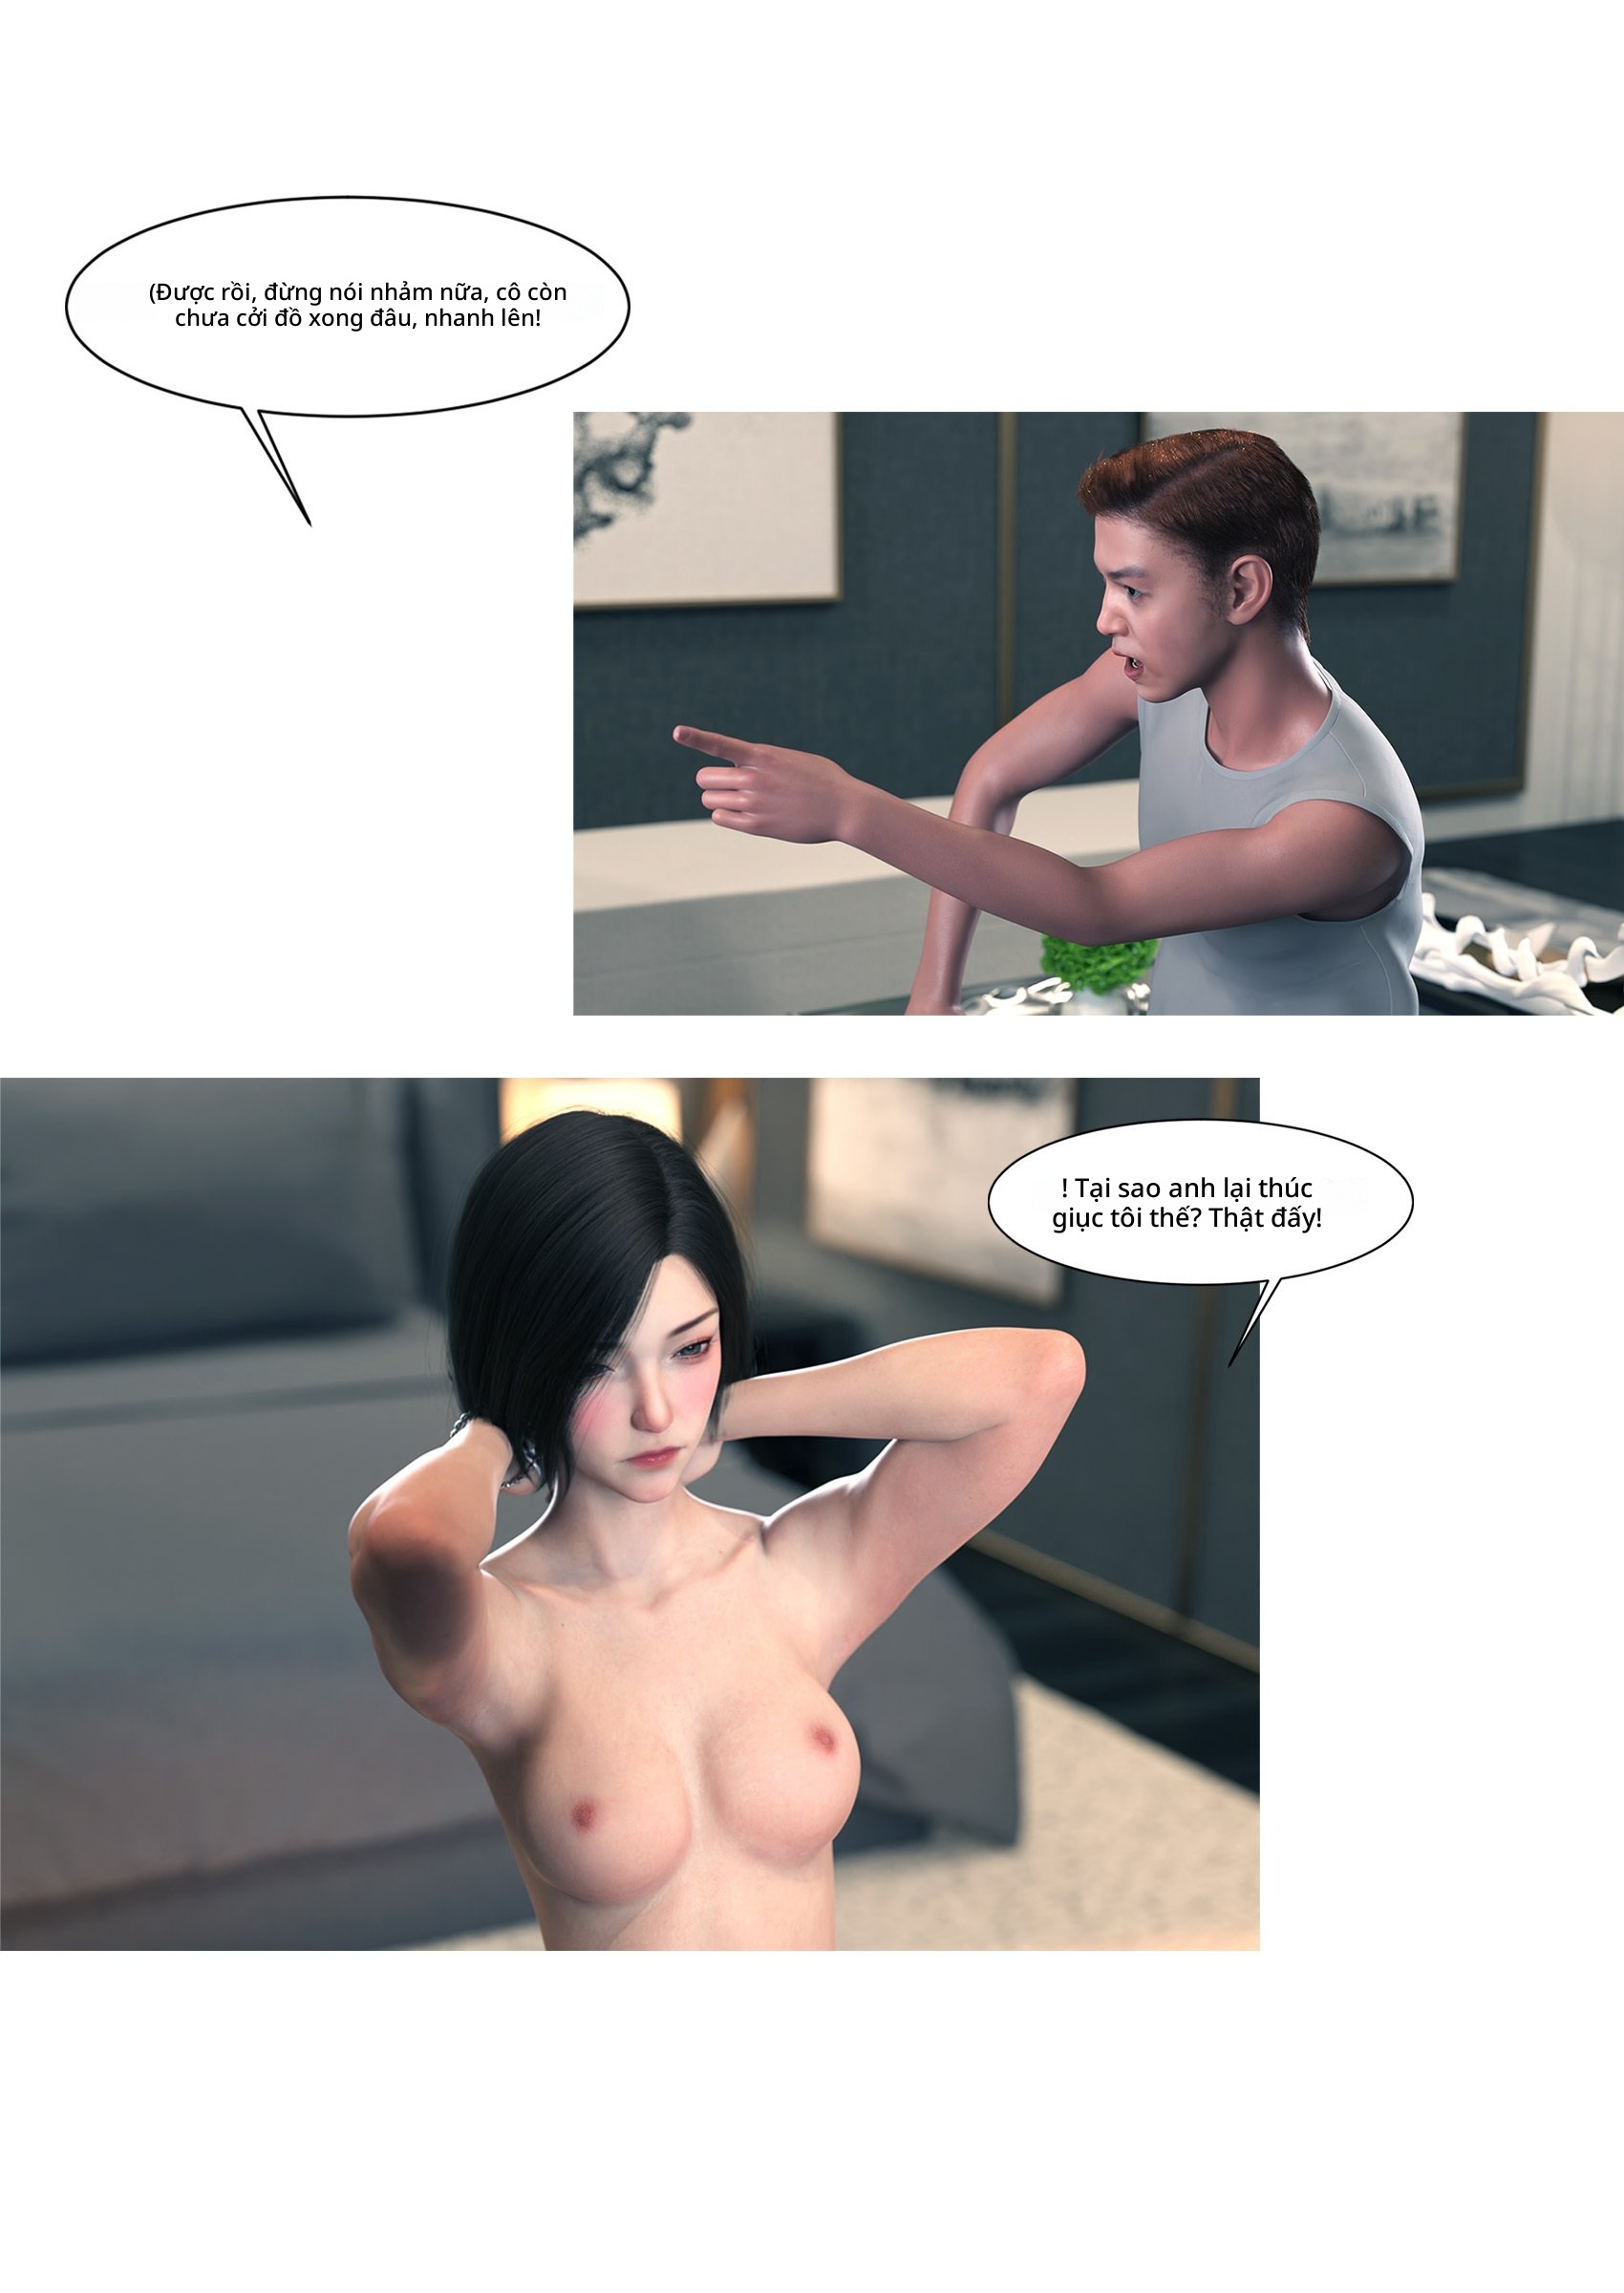 (Được rồi, đừng nói nhảm nữa, cô còn
chưa cởi đồ xong đâu, nhanh lên!
! Tại sao anh lại thúc
giục tôi thế? Thật đấy!